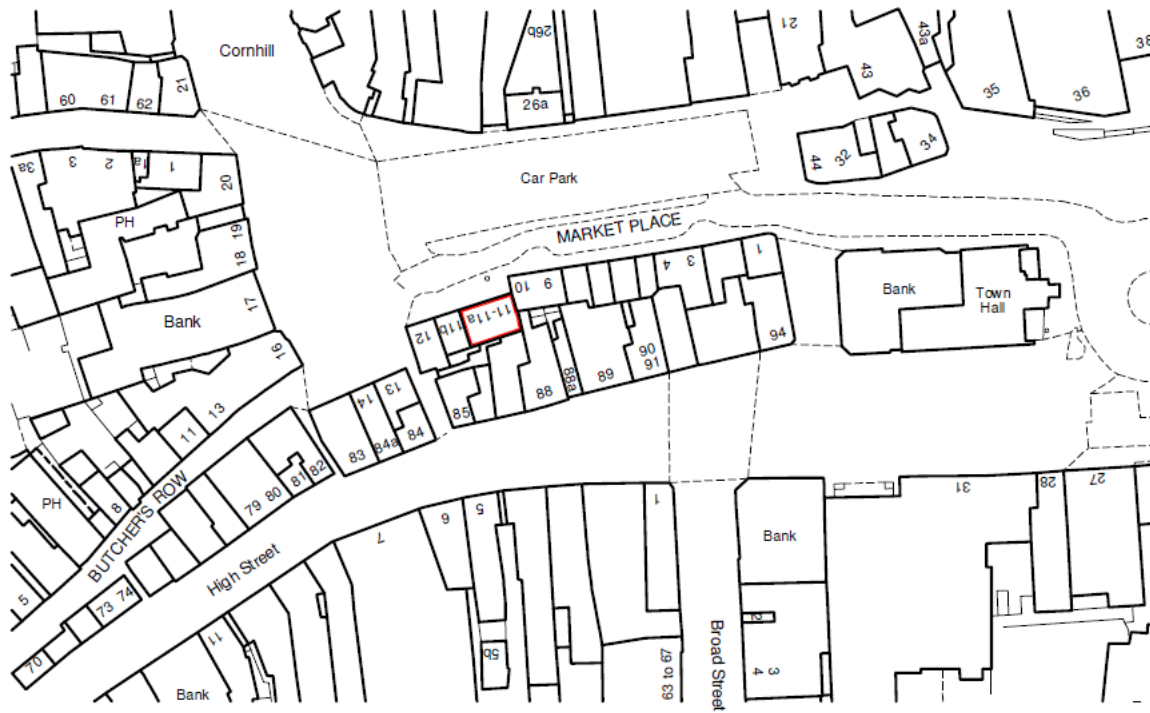 Cornhill
26b
21
43a
38
60
61
62
21
26a
43
35
36
44
32
34
3a
3
2
1a
1
20
Car Park
PH
MARKET PLACE
19
18
17
Bank
10
9
4
3
1
Bank
Town
Hall
12
11b
11-11a
94
16
90
91
89
88a
88
85
13
14
13
11
83
84a
84
82
81
80
79
8
PH
BUTCHER'S ROW
High Street
7
6
5
1
Bank
31
28
27
5
73
74
70
11
Bank
5b
63 to 67
Broad Street
2
3
4